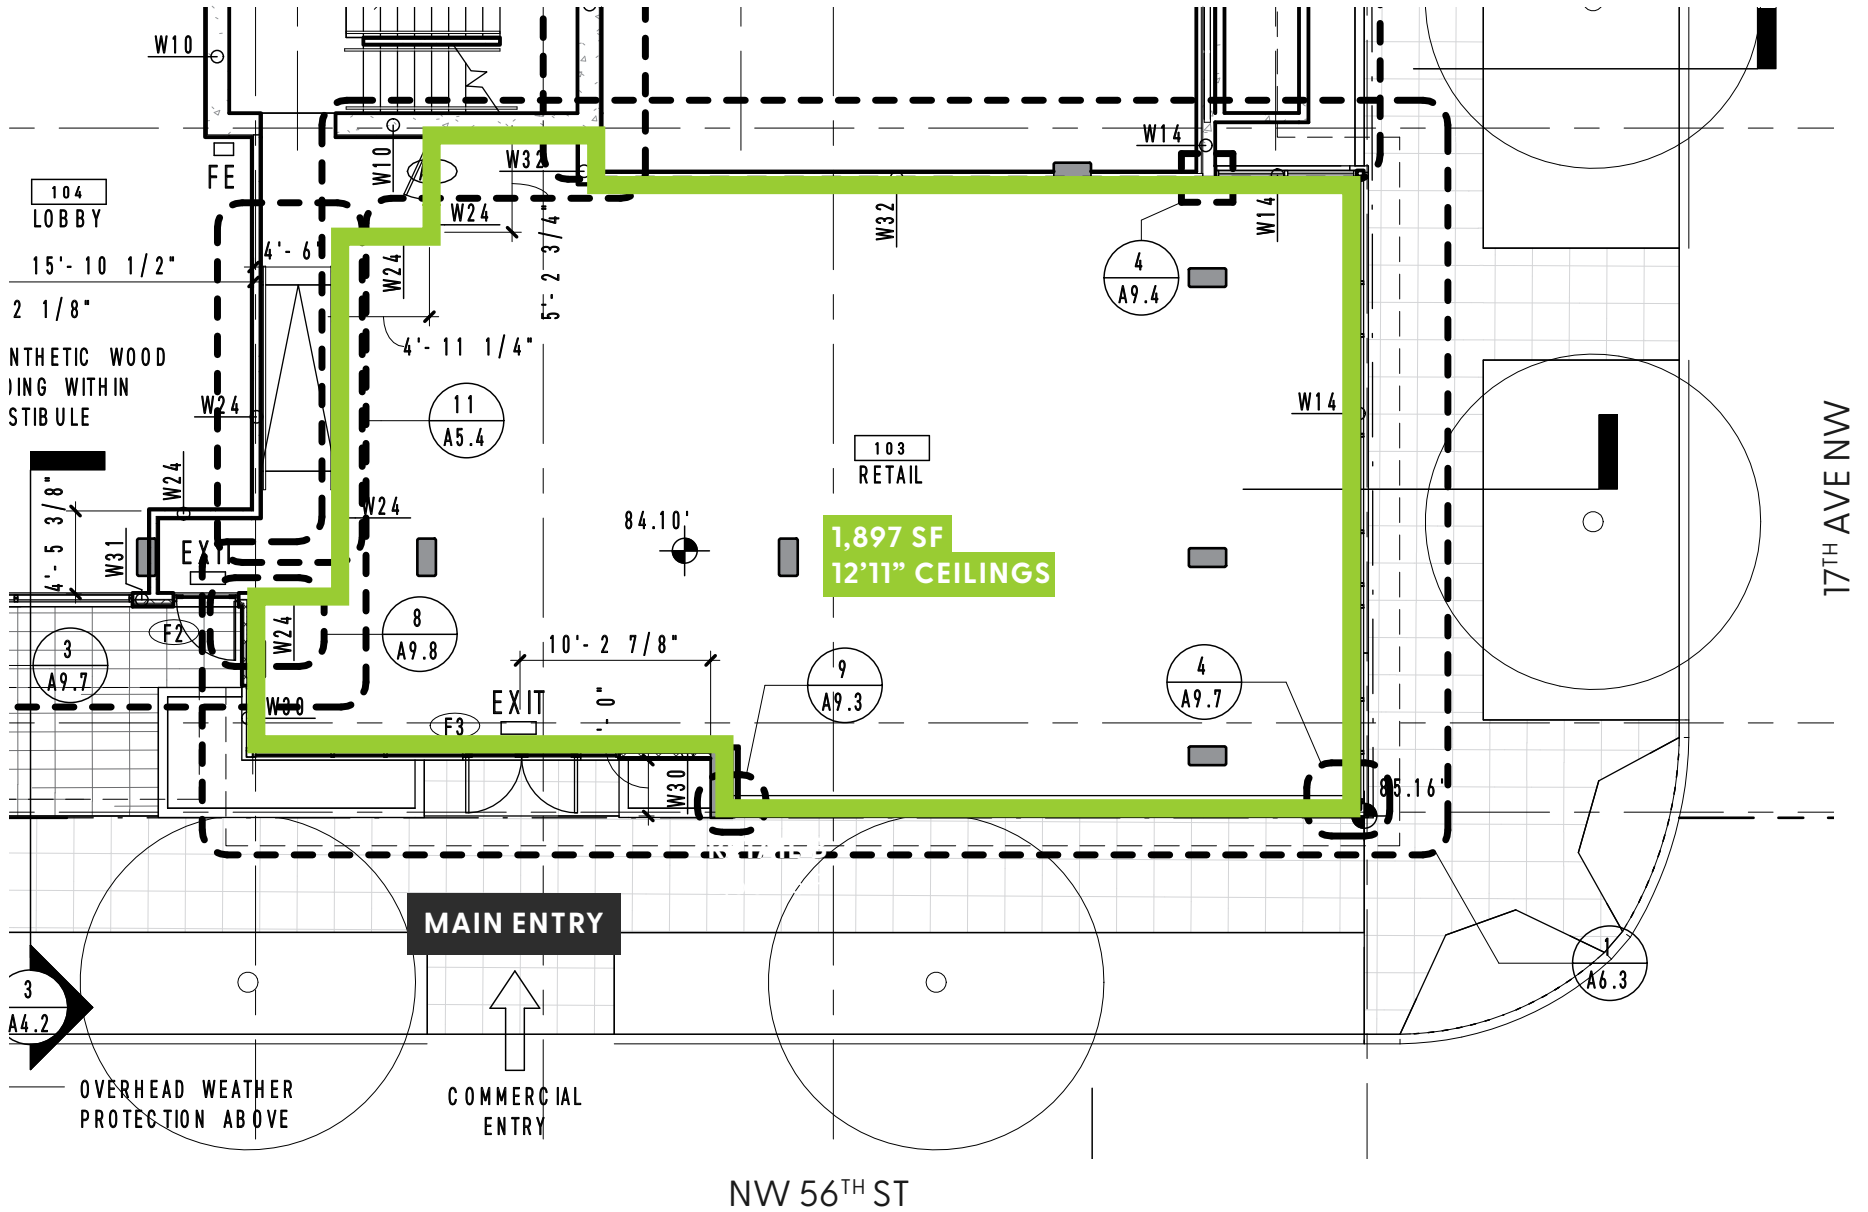 W10
W14
FE
W10
W32
104
LOBBY
W24
W32
W14
4'-6
15'-10 1/2"
W24
5'-2 3/4"
4
A9.4
2 1/8"
4'-11 1/4"
NTHETIC WOOD
DING WITHIN
STIBULE
W24
11
A5.4
W14
103
RETAIL
17TH AVE NW
W24
4'-5 3/8"
W24
84.10'
1,897 SF
12'11" CEILINGS
W31
EXIT
F2
W24
8
A9.8
10'-2 7/8"
3
A9.7
9
A9.3
4
A9.7
W30
EXIT
F3
-0"
W30
85.16'
MAIN ENTRY
1
A6.3
3
A4.2
OVERHEAD WEATHER
PROTECTION ABOVE
COMMERCIAL
ENTRY
NW 56TH ST